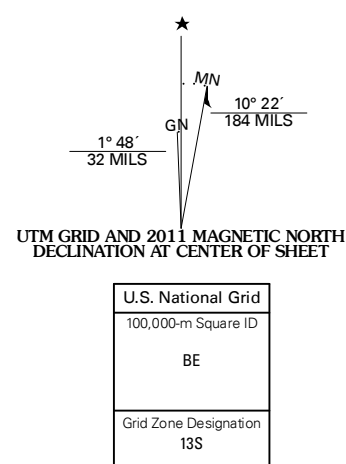 MN
10° 22´
184 MILS
GN
1° 48´
32 MILS
UTM GRID AND 2011 MAGNETIC NORTH
DECLINATION AT CENTER OF SHEET
U.S. National Grid
100,000-m Square ID
BE
Grid Zone Designation
13S